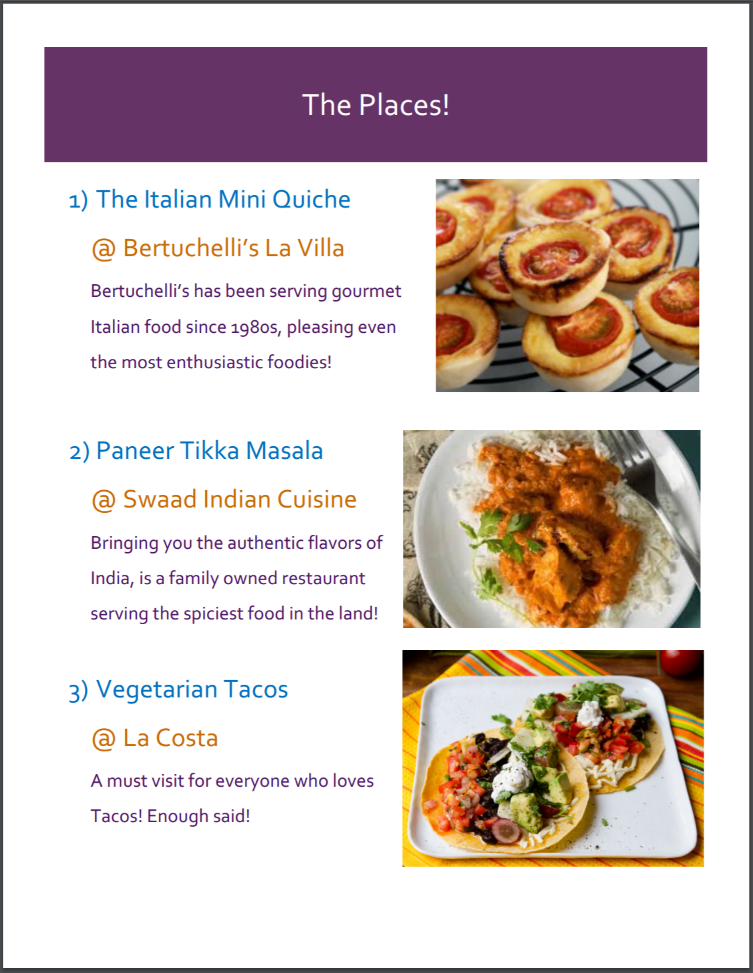 The Places!
1) The Italian Mini Quiche
@ Bertuchelli’s La Villa
Bertuchelli’s has been serving gourmet
Italian food since 1980s, pleasing even
the most enthusiastic foodies!
2) Paneer Tikka Masala
@ Swaad Indian Cuisine
Bringing you the authentic flavors of
India, is a family owned restaurant
serving the spiciest food in the land!
3) Vegetarian Tacos
@ La Costa
A must visit for everyone who loves
Tacos! Enough said!